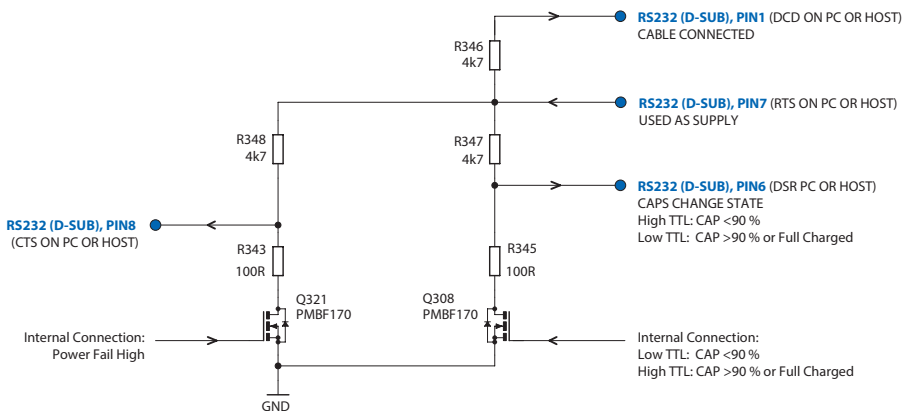 RS232 (D-SUB), PIN1 (DCD ON PC OR HOST)
CABLE CONNECTED
R346
4k7
RS232 (D-SUB), PIN7 (RTS ON PC OR HOST)
USED AS SUPPLY
R348
4k7
R347
4k7
RS232 (D-SUB), PIN6 (DSR PC OR HOST)
CAPS CHANGE STATE
High TTL: CAP <90 %
Low TTL: CAP >90 % or Full Charged
RS232 (D-SUB), PIN8
(CTS ON PC OR HOST)
R343
100R
R345
100R
Q321
PMBF170
Q308
PMBF170
Internal Connection:
Power Fail High
Internal Connection:
Low TTL: CAP <90 %
High TTL: CAP >90 % or Full Charged
GND